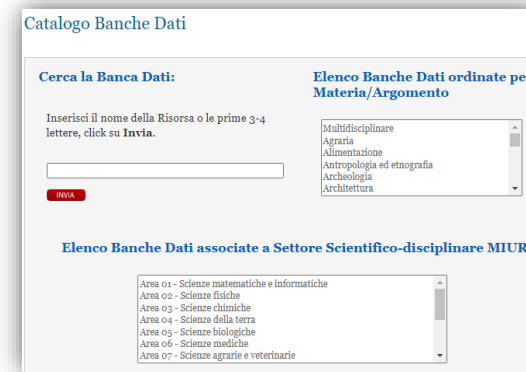 Catalogo Banche Dati
Cerca la Banca Dati:
Inserisci il nome della Risorsa o le prime 3-4
lettere, click su Invia.
INVIA
Elenco Banche Dati ordinate pe
Materia/Argomento
Multidisciplinare
Agraria
Alimentazione
Antropologia ed etnografia
Archeologia
Architettura
Elenco Banche Dati associate a Settore Scientifico-disciplinare MIUR
Area 01 - Scienze matematiche e informatiche
Area 02 - Scienze fisiche
Area 03 - Scienze chimiche
Area 04 - Scienze della terra
Area 05 - Scienze biologiche
Area 06 - Scienze mediche
Area 07 - Scienze agrarie e veterinarie